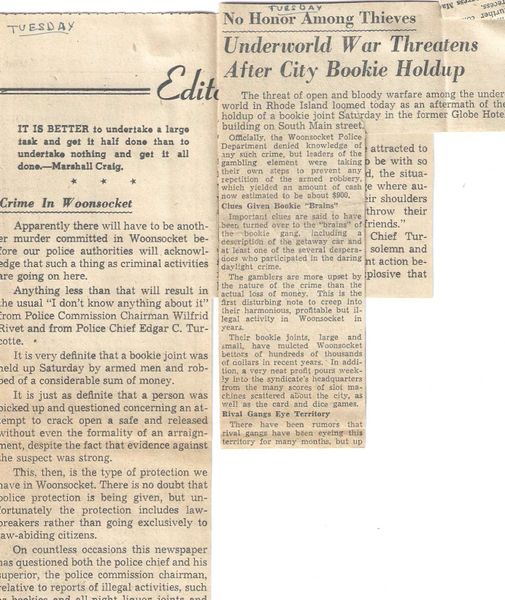 TUESDAY
Edito
IT IS BETTER to undertake a large
task and get it half done than to
undertake nothing and get it all
done.—Marshall Craig.
* * *
Crime In Woonsocket
Apparently there will have to be anoth-
er murder committed in Woonsocket be-
fore our police authorities will acknowl-
edge that such a thing as criminal activities
are going on here.
Anything less than that will result in
the usual "I don't know anything about it"
from Police Commission Chairman Wilfrid
Rivet and from Police Chief Edgar C. Tur-
cotte.
It is very definite that a bookie joint was
held up Saturday by armed men and rob-
bed of a considerable sum of money.
It is just as definite that a person was
picked up and questioned concerning an at-
tempt to crack open a safe and released
without even the formality of an arraign-
ment, despite the fact that evidence against
the suspect was strong.
This, then, is the type of protection we
have in Woonsocket. There is no doubt that
police protection is being given, but un-
fortunately the protection includes law-
breakers rather than going exclusively to
law-abiding citizens.
On countless occasions this newspaper
has questioned both the police chief and his
superior, the police commission chairman,
relative to reports of illegal activities, such
as bookies and all night liquor joints and
TUESDAY
No Honor Among Thieves
Underworld War Threatens
After City Bookie Holdup
The threat of open and bloody warfare among the under
world in Rhode Island loomed today as an aftermath of the
holdup of a bookie joint Saturday in the former Globe Hote
building on South Main street.
Officially, the Woonsocket Police
Department denied knowledge of
any such crime, but leaders of the
gambling element were taking
their own steps to prevent any
repetition of the armed robbery,
which yielded an amount of cash
now estimated to be about $900.
Clues Given Bookie "Brains"
Important clues are said to have
been turned over to the "brains" of
the bookie gang, including a
description of the getaway car and
at least one of the several despera-
does who participated in the daring
daylight crime.
The gamblers are more upset by
the nature of the crime than the
actual loss of money. This is the
first disturbing note to creep into
their harmonious, profitable but il-
legal activity in Woonsocket in
years.
Their bookie joints, large and
small, have mulcted Woonsocket
bettors of hundreds of thousands
of dollars in recent years. In addi-
tion, a very neat profit pours week-
ly into the syndicate's headquarters
from the many scores of slot ma-
chines scattered about the city, as
well as the card and dice games.
Rival Gangs Eye Territory
There have been rumors that
rival gangs have been eyeing this
territory for many months, but up
attracted to
o be with so
d, the situa-
e where au-
eir shoulders
throw their
friends."
Chief Tur-
solemn and
nt action be-
plosive that